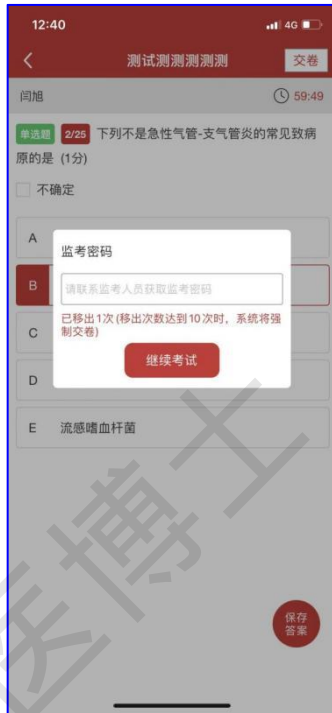 12:40
4G
测试测测测测测
交卷
闫旭
59:49
单选题 2/25 下列不是急性气管-支气管炎的常见致病
原的是 (1分)
不确定
A
监考密码
B
请联系监考人员获取监考密码
已移出1次(移出次数达到10次时，系统将强
制交卷)
C
继续考试
D
E 流感嗜血杆菌
保存
答案
医博士